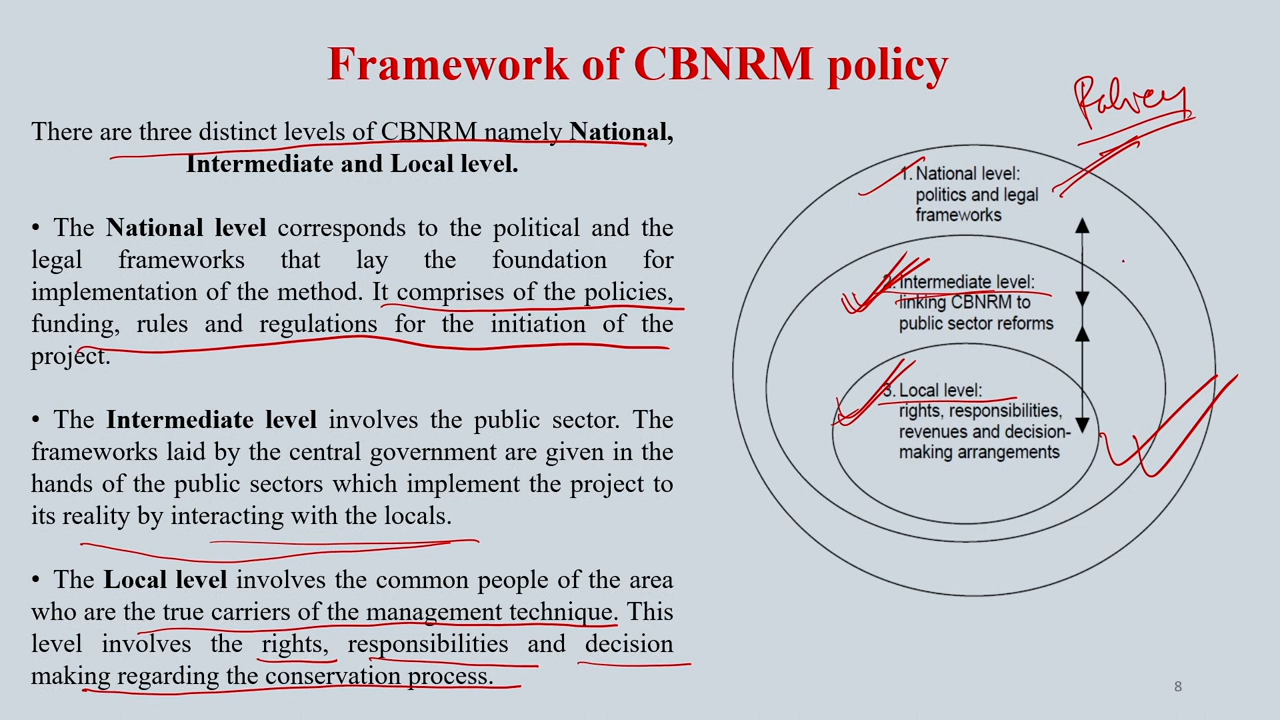 Framework of CBNRM policy
There are three distinct levels of CBNRM namely National,
Intermediate and Local level.
• The National level corresponds to the political and the
legal frameworks that lay the foundation for
implementation of the method. It comprises of the policies,
funding, rules and regulations for the initiation of the
project.
• The Intermediate level involves the public sector. The
frameworks laid by the central government are given in the
hands of the public sectors which implement the project to
its reality by interacting with the locals.
• The Local level involves the common people of the area
who are the true carriers of the management technique. This
level involves the rights, responsibilities and decision
making regarding the conservation process.
1. National level:
politics and legal
frameworks
2. Intermediate level:
linking CBNRM to
public sector reforms
3. Local level:
rights, responsibilities,
revenues and decision-
making arrangements
8